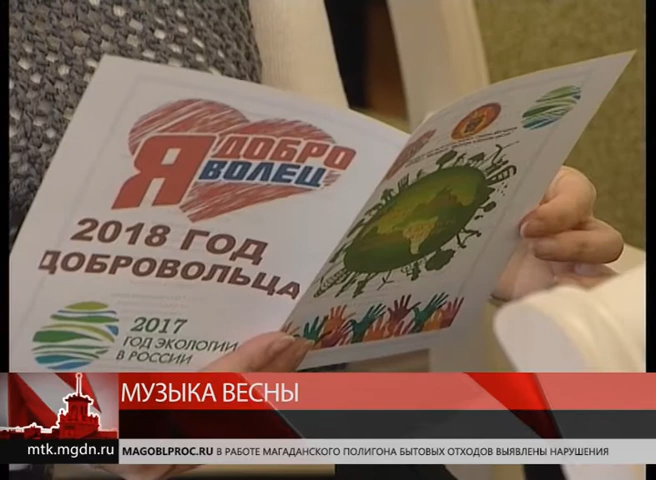 Я ДОБРО
ВОЛЕЦ
2018 ГОД
ДОБРОВОЛЬЦА
2017
ГОД ЭКОЛОГИИ
В РОССИИ
МУЗЫКА ВЕСНЫ
mtk.mgdn.ru
MAGOBLPROC.RU В РАБОТЕ МАГАДАНСКОГО ПОЛИГОНА БЫТОВЫХ ОТХОДОВ ВЫЯВЛЕНЫ НАРУШЕНИЯ